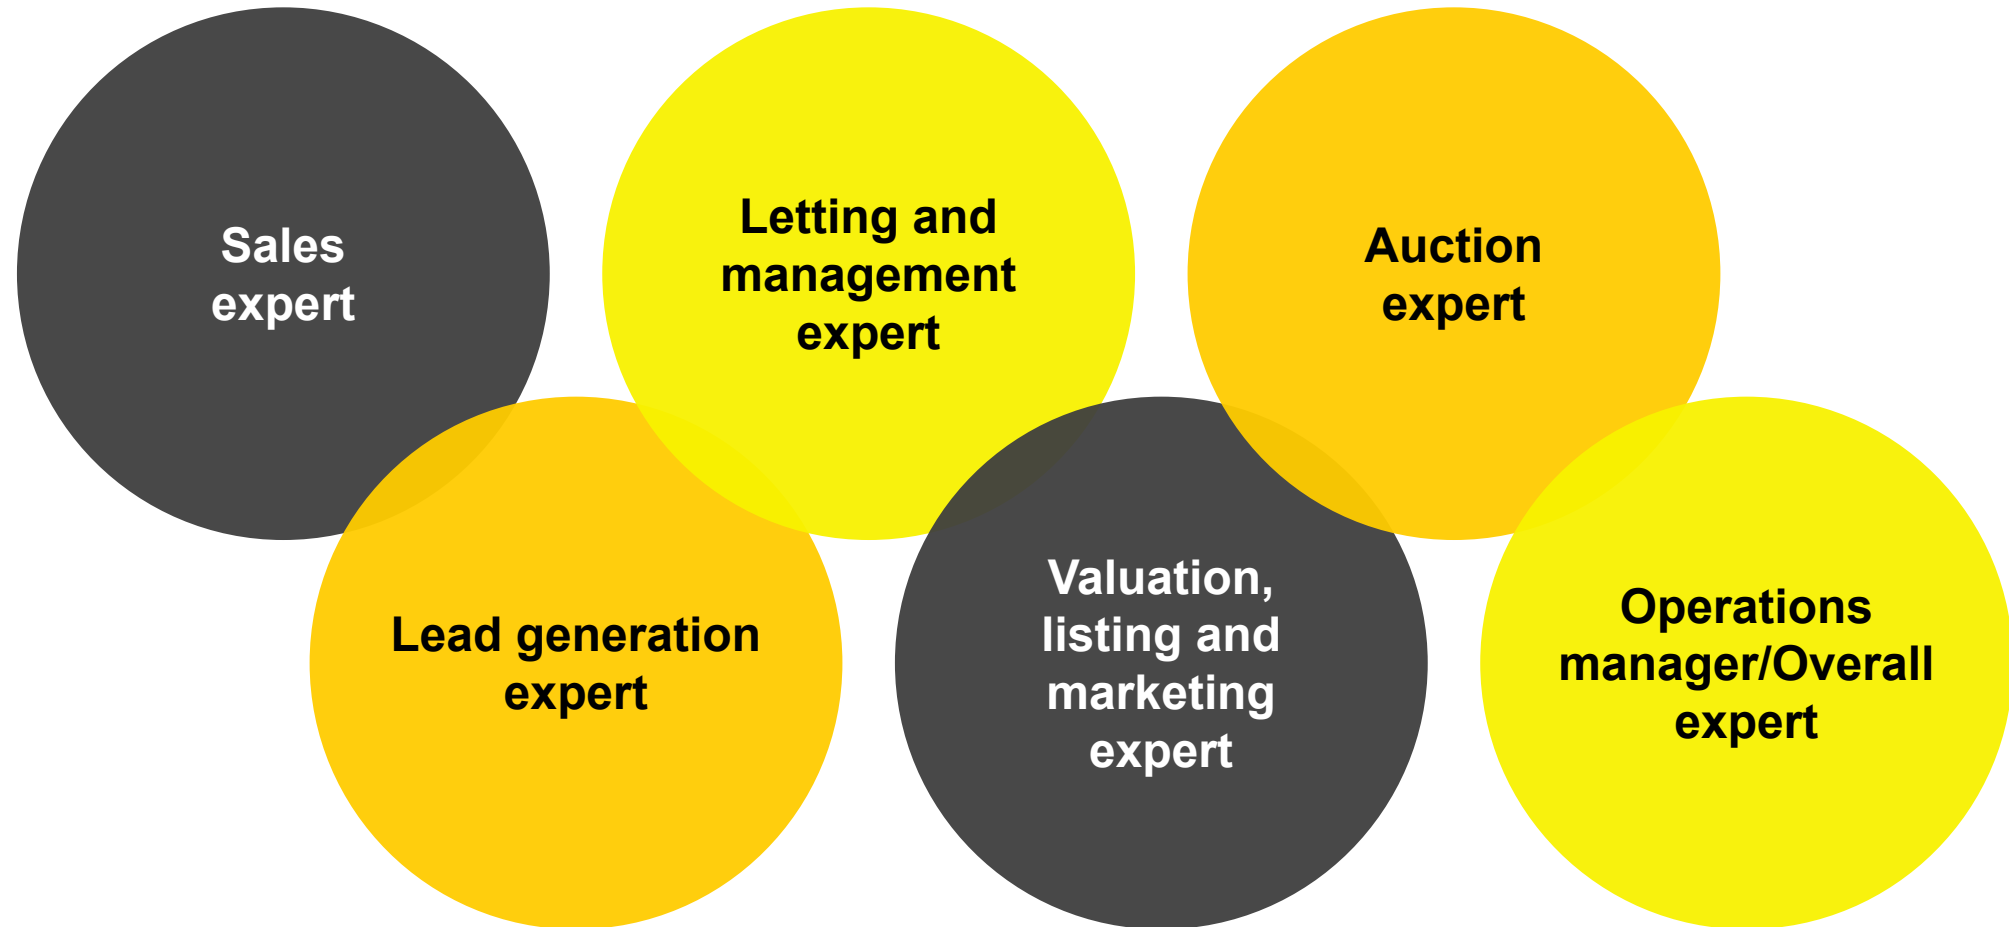 Sales
expert
Letting and
management
expert
Auction
expert
Lead generation
expert
Valuation,
listing and
marketing
expert
Operations
manager/Overall
expert